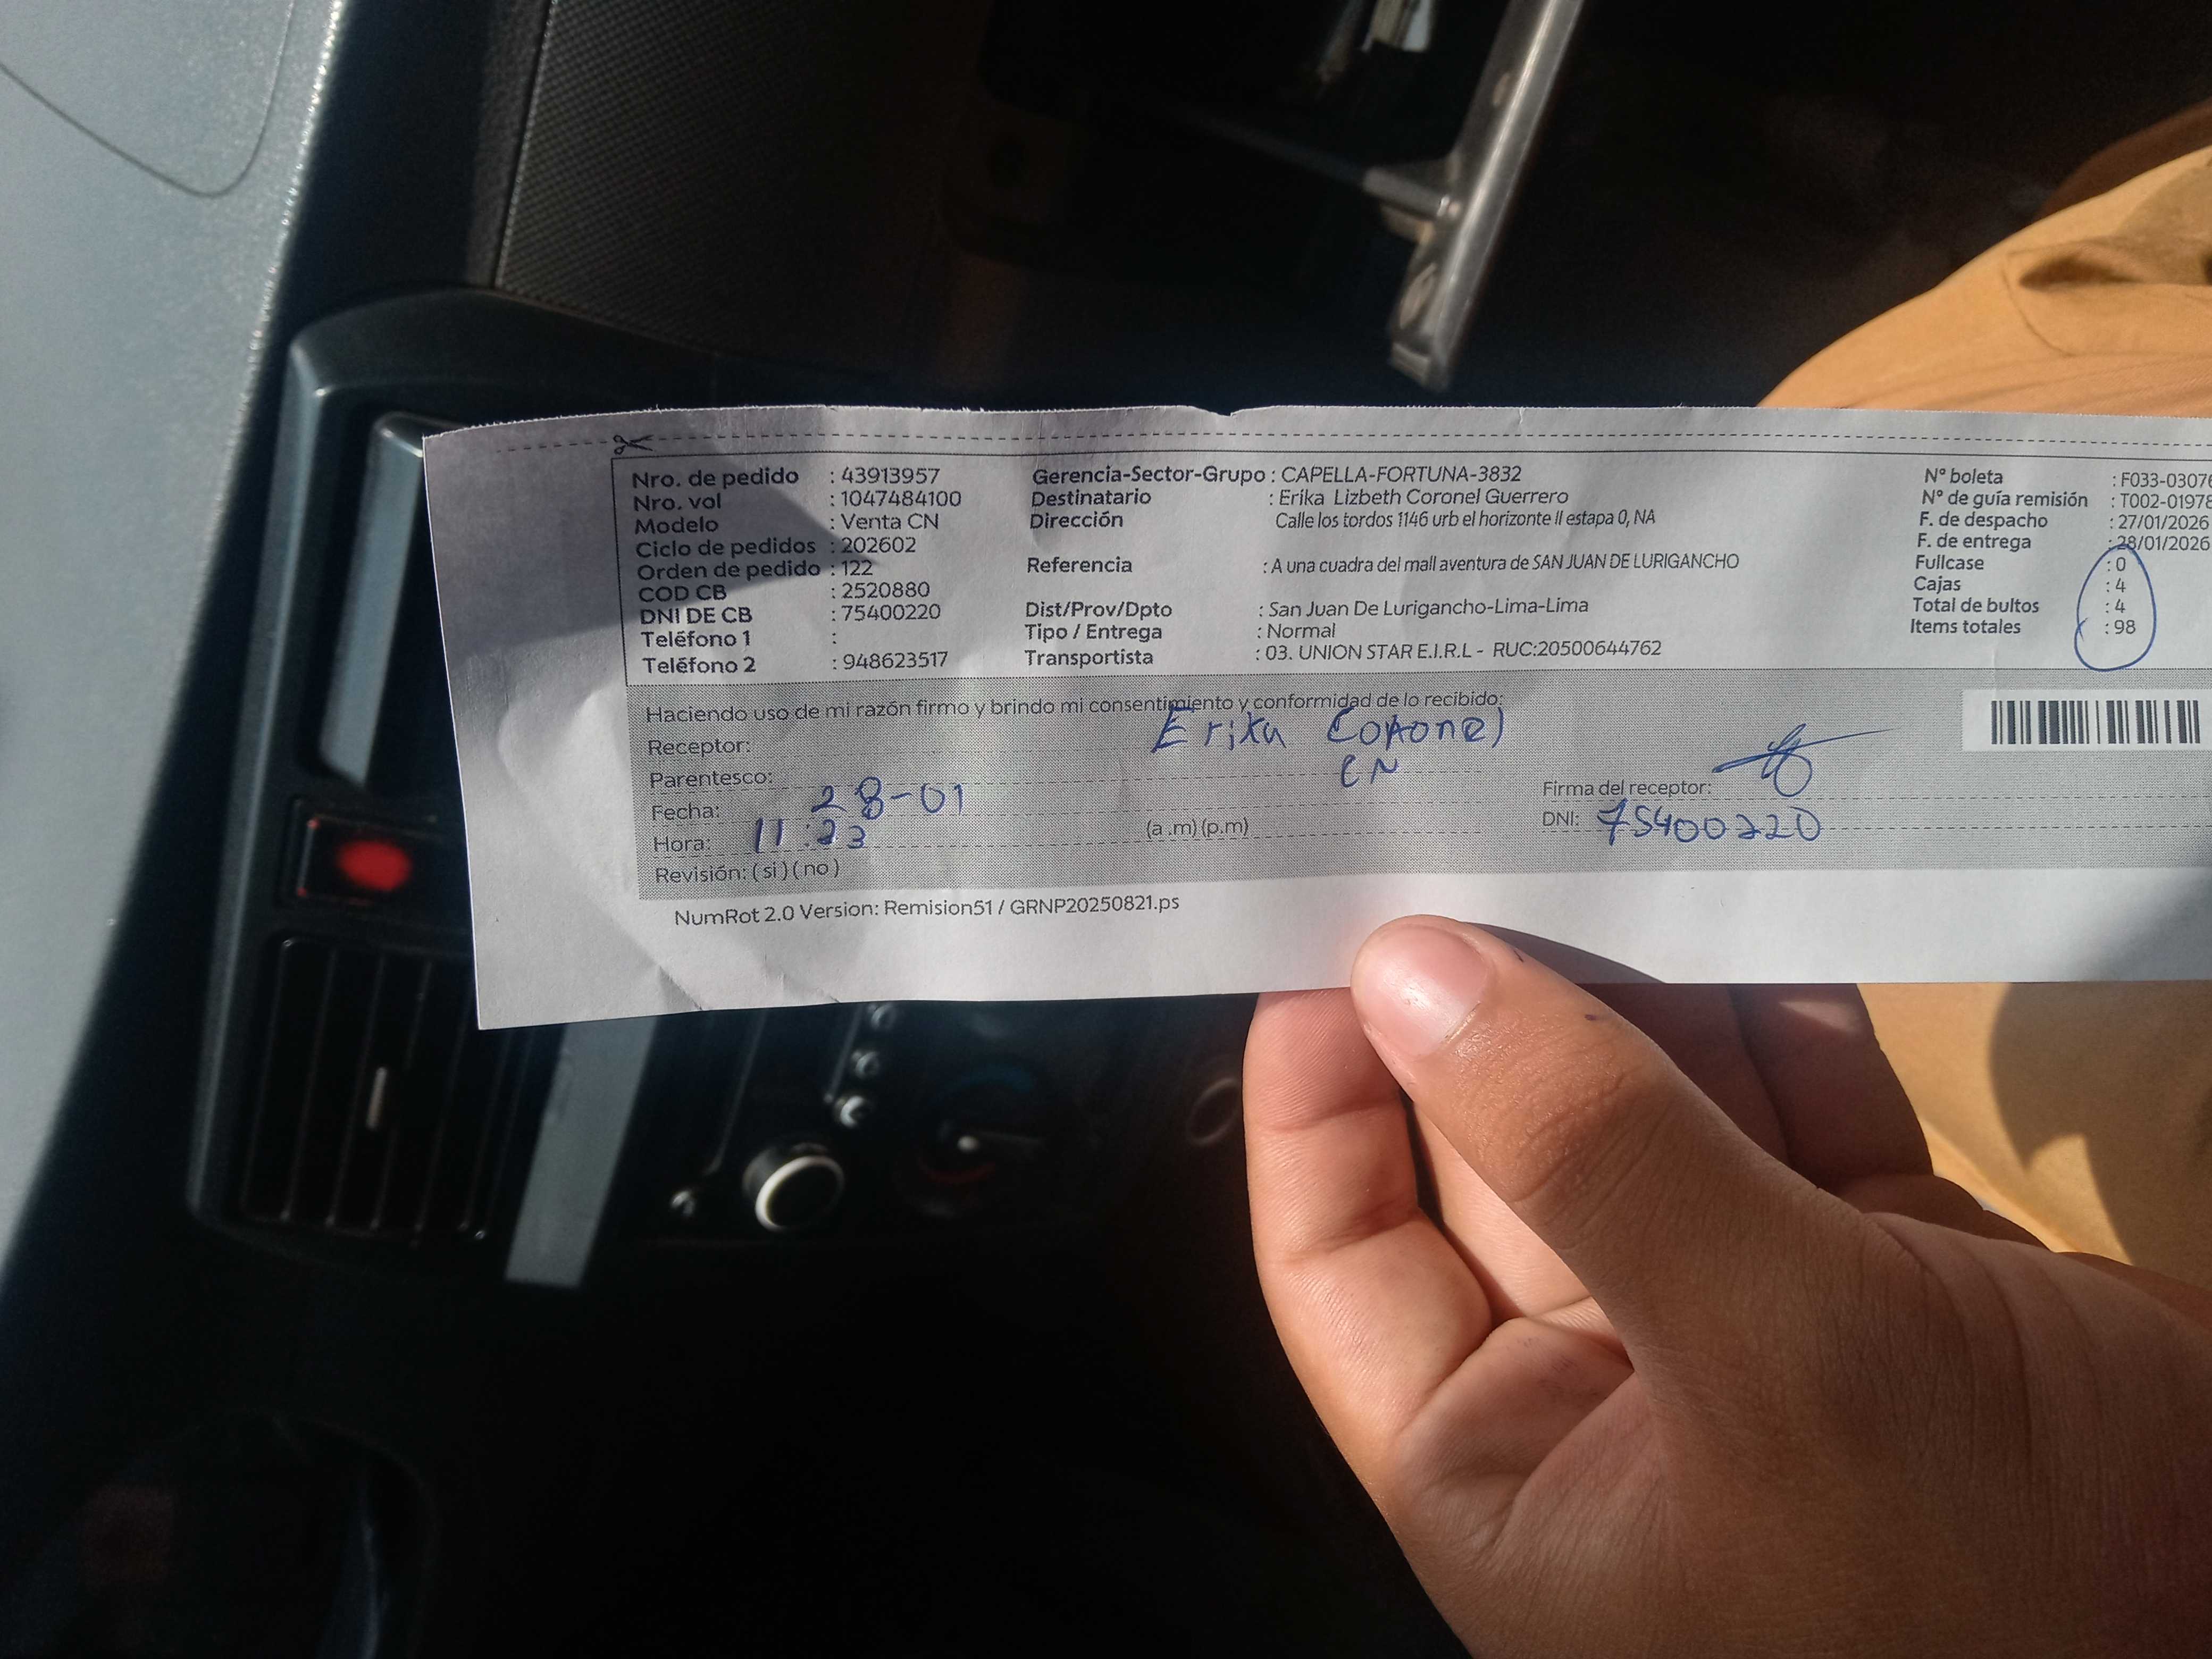 Nro. de pedido : 43913957
Nro. vol : 1047484100
Modelo : Venta CN
Ciclo de pedidos : 202602
Orden de pedido : 122
COD CB : 2520880
DNI DE CB : 75400220
Teléfono 1 :
Teléfono 2 : 948623517
Gerencia-Sector-Grupo : CAPELLA-FORTUNA-3832
Destinatario : Erika Lizbeth Coronel Guerrero
Dirección Calle los tordos 1146 urb el horizonte II estapa 0, NA
Referencia : A una cuadra del mall aventura de SAN JUAN DE LURIGANCHO
Dist/Prov/Dpto : San Juan De Lurigancho-Lima-Lima
Tipo / Entrega : Normal
Transportista : 03. UNION STAR E.I.R.L - RUC:20500644762
N° boleta : F033-0307
N° de guía remisión : T002-01978
F. de despacho : 27/01/2026
F. de entrega : 28/01/2026
Fullcase : 0
Cajas : 4
Total de bultos : 4
Items totales : 98
Haciendo uso de mi razón firmo y brindo mi consentimiento y conformidad de lo recibido:
Receptor: Erika Coronel
Parentesco: CN
Fecha: 28-01
Hora: 11:23 (a .m) (p.m)
Revisión: ( si ) ( no )
Firma del receptor:
DNI: 75400220
NumRot 2.0 Version: Remision51 / GRNP20250821.ps